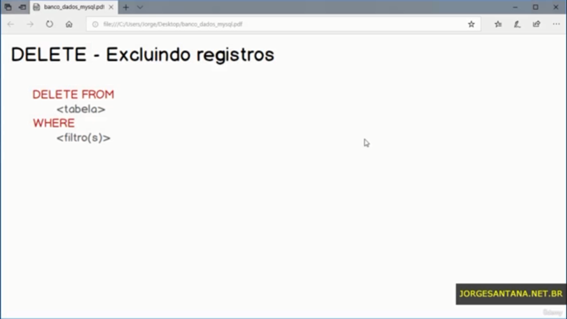 banco_dados_mysql.pdf
file:///C:/Users/Jorge/Desktop/banco_dados_mysql.pdf
DELETE - Excluindo registros
DELETE FROM
<tabela>
WHERE
<filtro(s)>
JORGESANTANA.NET.BR
Udemy